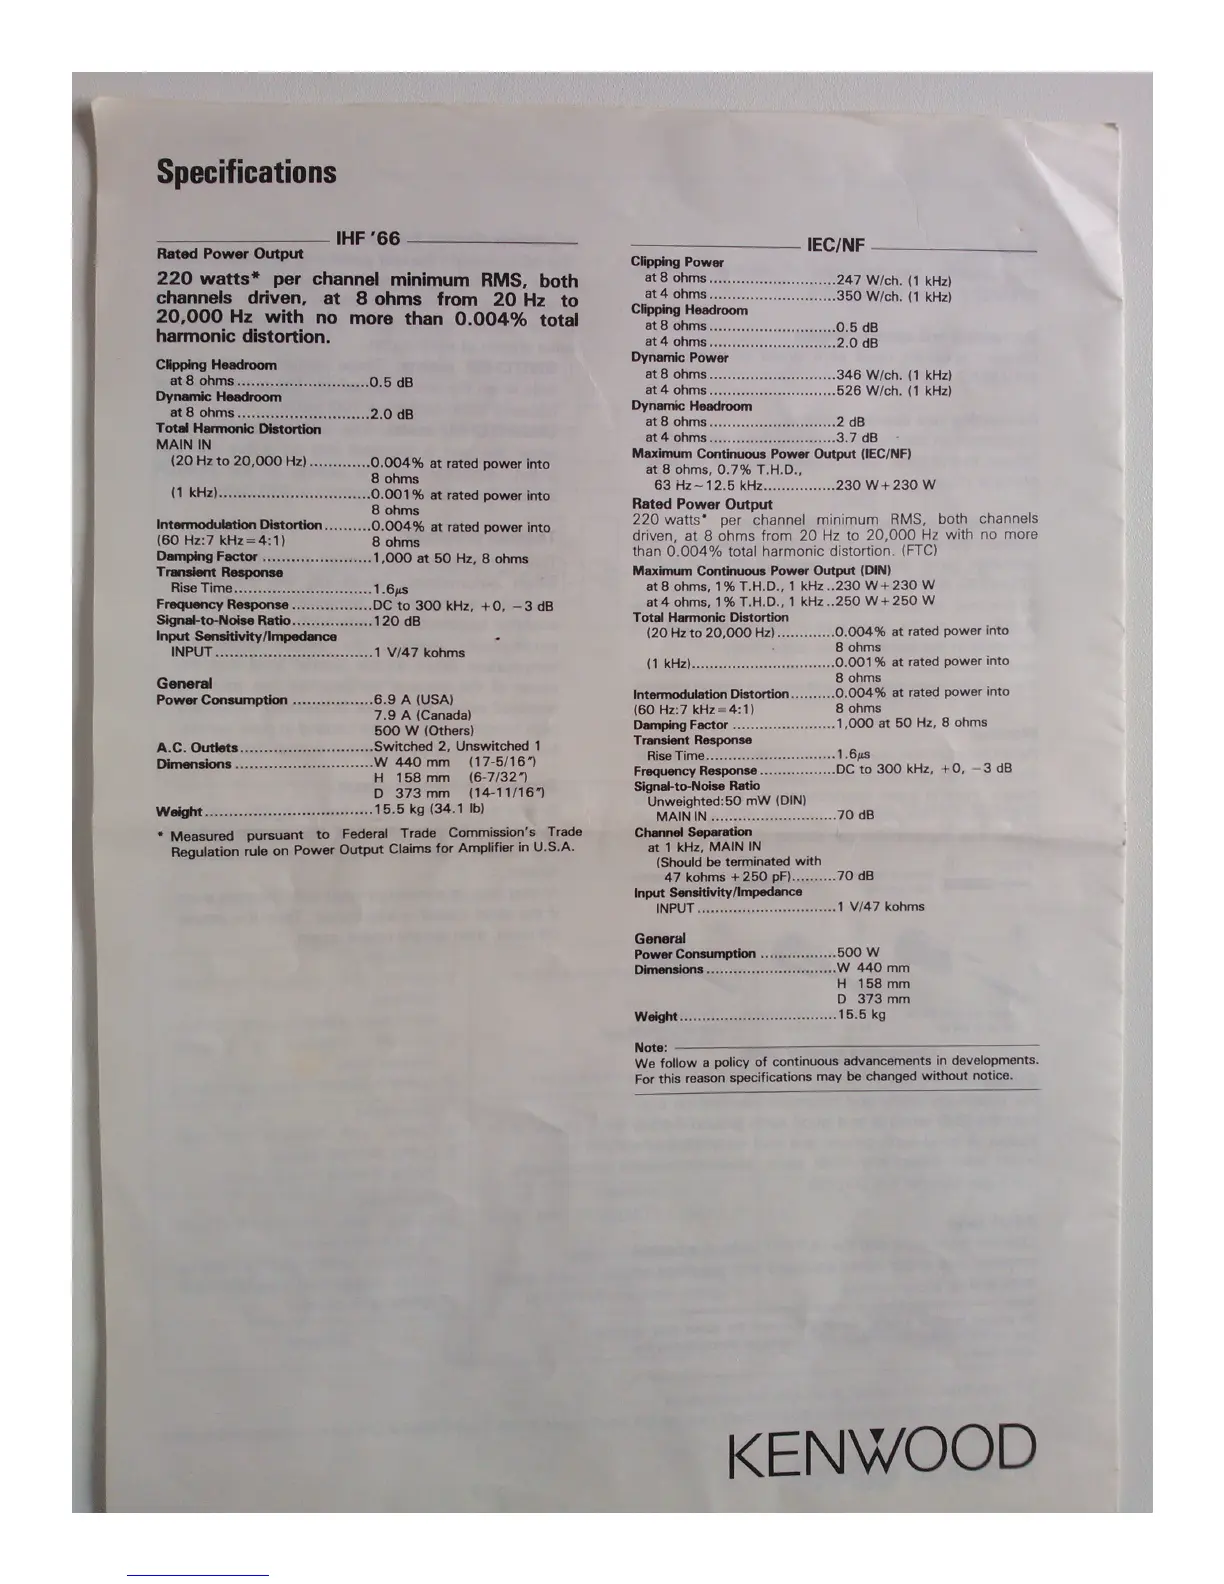 Specifications
IHF '66
Rated Power Output
220 watts* per channel minimum RMS, both
channels driven, at 8 ohms from 20 Hz to
20,000 Hz with no more than 0.004% total
harmonic distortion.
Clipping Headroom
at 8 ohms............................0.5 dB
Dynamic Headroom
at 8 ohms............................2.0 dB
Total Harmonic Distortion
MAIN IN
(20 Hz to 20,000 Hz).............0.004% at rated power into
8 ohms
(1 kHz)................................0.001% at rated power into
8 ohms
Intermodulation Distortion..........0.004% at rated power into
(60 Hz:7 kHz=4:1) 8 ohms
Damping Factor .......................1,000 at 50 Hz, 8 ohms
Transient Response
Rise Time.............................1.6μs
Frequency Response.................DC to 300 kHz, +0, −3 dB
Signal-to-Noise Ratio.................120 dB
Input Sensitivity/Impedance
INPUT.................................1 V/47 kohms
General
Power Consumption .................6.9 A (USA)
7.9 A (Canada)
500 W (Others)
A.C. Outlets............................Switched 2, Unswitched 1
Dimensions.............................W 440 mm (17-5/16")
H 158 mm (6-7/32")
D 373 mm (14-11/16")
Weight...................................15.5 kg (34.1 lb)
* Measured pursuant to Federal Trade Commission's Trade
Regulation rule on Power Output Claims for Amplifier in U.S.A.
IEC/NF
Clipping Power
at 8 ohms............................247 W/ch. (1 kHz)
at 4 ohms............................350 W/ch. (1 kHz)
Clipping Headroom
at 8 ohms............................0.5 dB
at 4 ohms............................2.0 dB
Dynamic Power
at 8 ohms............................346 W/ch. (1 kHz)
at 4 ohms............................526 W/ch. (1 kHz)
Dynamic Headroom
at 8 ohms............................2 dB
at 4 ohms............................3.7 dB
Maximum Continuous Power Output (IEC/NF)
at 8 ohms, 0.7% T.H.D.,
63 Hz~12.5 kHz................230 W+230 W
Rated Power Output
220 watts* per channel minimum RMS, both channels
driven, at 8 ohms from 20 Hz to 20,000 Hz with no more
than 0.004% total harmonic distortion. (FTC)
Maximum Continuous Power Output (DIN)
at 8 ohms, 1% T.H.D., 1 kHz..230 W+230 W
at 4 ohms, 1% T.H.D., 1 kHz..250 W+250 W
Total Harmonic Distortion
(20 Hz to 20,000 Hz).............0.004% at rated power into
8 ohms
(1 kHz)................................0.001% at rated power into
8 ohms
Intermodulation Distortion..........0.004% at rated power into
(60 Hz:7 kHz=4:1) 8 ohms
Damping Factor .......................1,000 at 50 Hz, 8 ohms
Transient Response
Rise Time.............................1.6μs
Frequency Response.................DC to 300 kHz, +0, −3 dB
Signal-to-Noise Ratio
Unweighted:50 mW (DIN)
MAIN IN ............................70 dB
Channel Separation
at 1 kHz, MAIN IN
(Should be terminated with
47 kohms +250 pF)..........70 dB
Input Sensitivity/Impedance
INPUT...............................1 V/47 kohms
General
Power Consumption .................500 W
Dimensions.............................W 440 mm
H 158 mm
D 373 mm
Weight...................................15.5 kg
Note:
We follow a policy of continuous advancements in developments.
For this reason specifications may be changed without notice.
KENWOOD